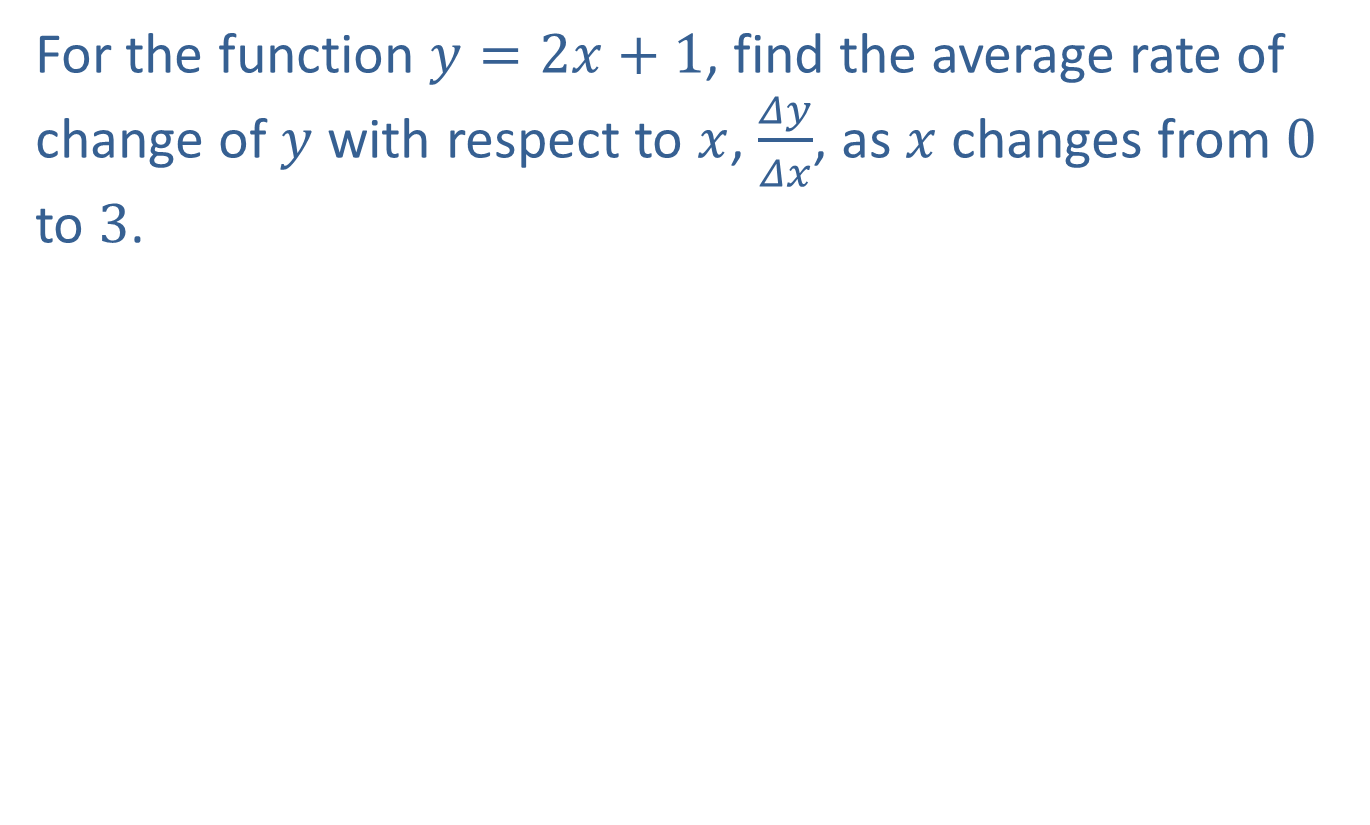 For the function y = 2x + 1, find the average rate of
change of y with respect to x, Δy/Δx, as x changes from 0
to 3.